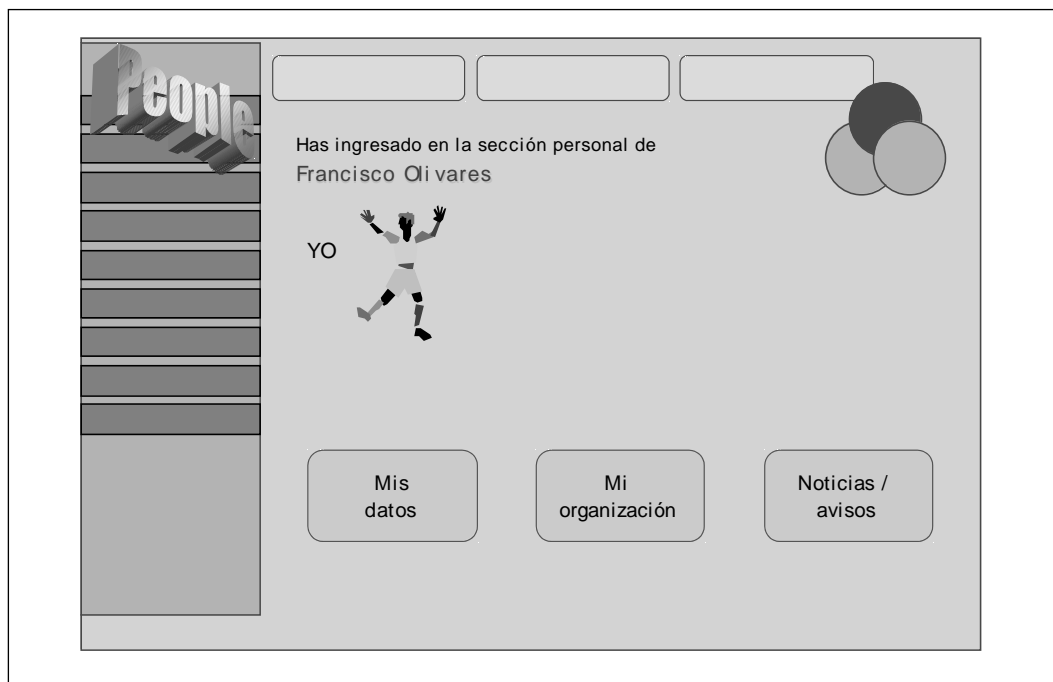 People
Has ingresado en la sección personal de
Francisco Olivares
YO
Mis
datos
Mi
organización
Noticias /
avisos